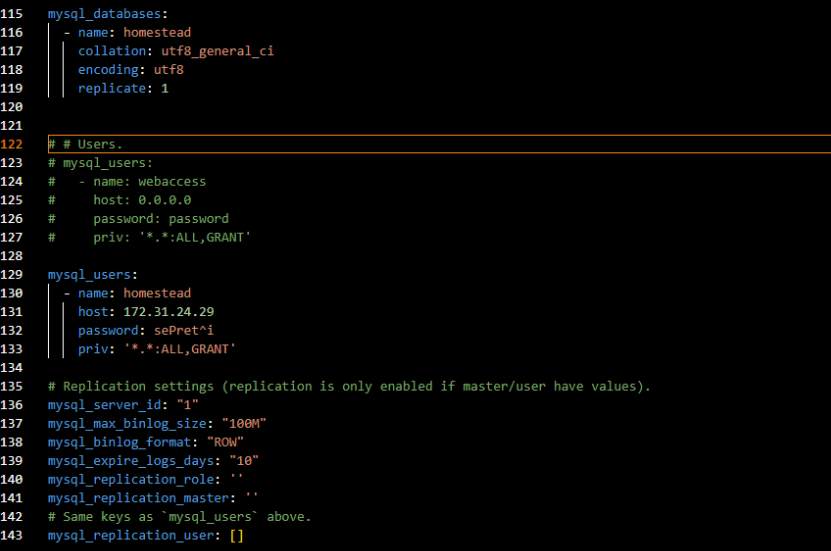 115 mysql_databases:
116   - name: homestead
117     collation: utf8_general_ci
118     encoding: utf8
119     replicate: 1
120
121
122 # # Users.
123 # mysql_users:
124 #   - name: webaccess
125 #     host: 0.0.0.0
126 #     password: password
127 #     priv: '*.*:ALL,GRANT'
128
129 mysql_users:
130   - name: homestead
131     host: 172.31.24.29
132     password: sePret^i
133     priv: '*.*:ALL,GRANT'
134
135 # Replication settings (replication is only enabled if master/user have values).
136 mysql_server_id: "1"
137 mysql_max_binlog_size: "100M"
138 mysql_binlog_format: "ROW"
139 mysql_expire_logs_days: "10"
140 mysql_replication_role: ''
141 mysql_replication_master: ''
142 # Same keys as `mysql_users` above.
143 mysql_replication_user: []